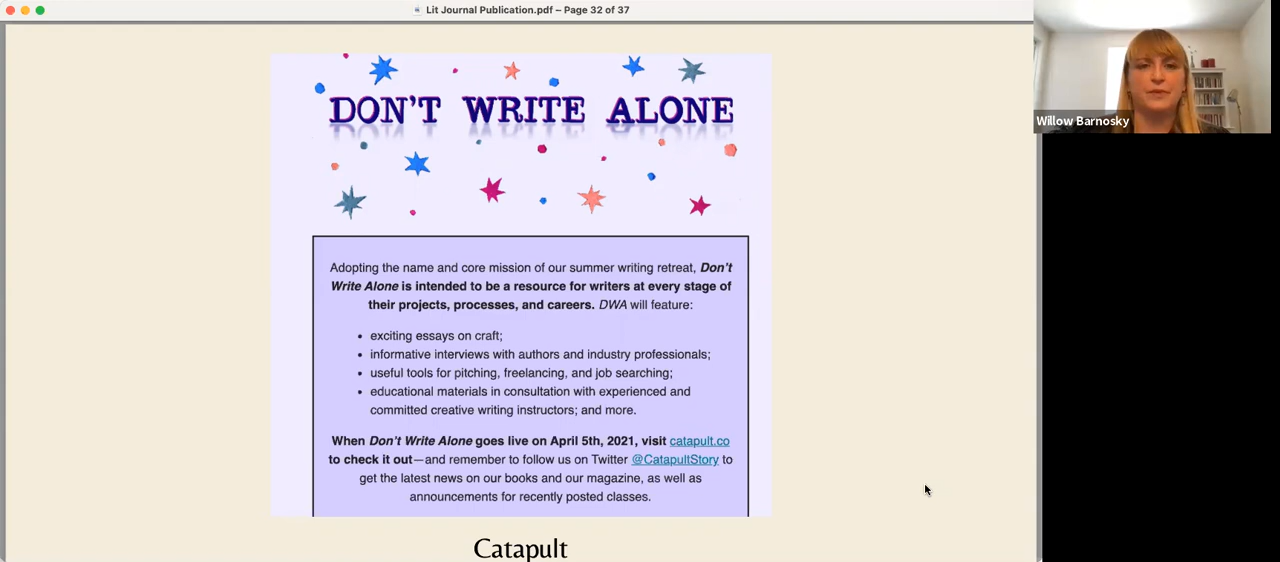 Lit Journal Publication.pdf – Page 32 of 37
Willow Barnosky
DON'T WRITE ALONE
Adopting the name and core mission of our summer writing retreat, Don't
Write Alone is intended to be a resource for writers at every stage of
their projects, processes, and careers. DWA will feature:
• exciting essays on craft;
• informative interviews with authors and industry professionals;
• useful tools for pitching, freelancing, and job searching;
• educational materials in consultation with experienced and
committed creative writing instructors; and more.
When Don't Write Alone goes live on April 5th, 2021, visit catapult.co
to check it out—and remember to follow us on Twitter @CatapultStory to
get the latest news on our books and our magazine, as well as
announcements for recently posted classes.
Catapult